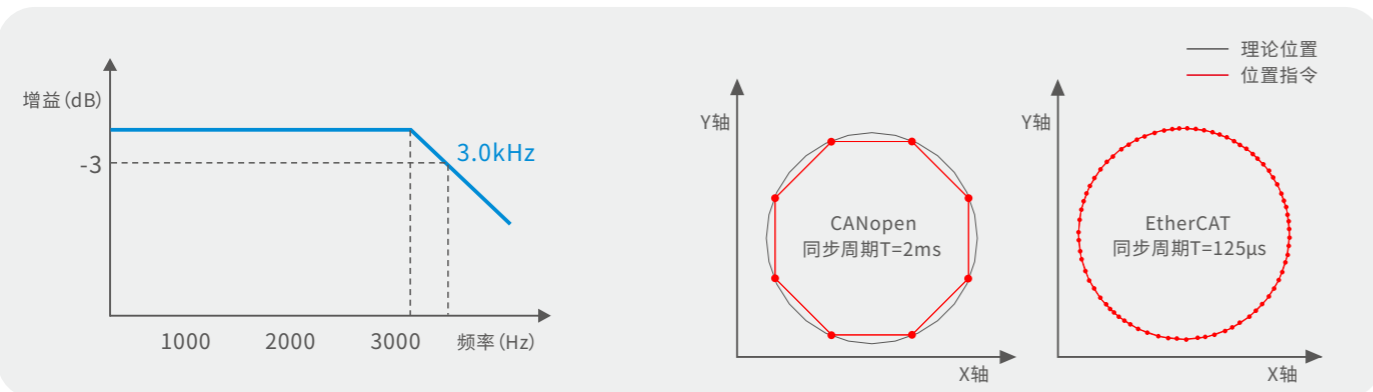 增益(dB)
-3
3.0kHz
1000
2000
3000
频率(Hz)
理论位置
位置指令
Y轴
CANopen
同步周期T=2ms
X轴
Y轴
EtherCAT
同步周期T=125μs
X轴